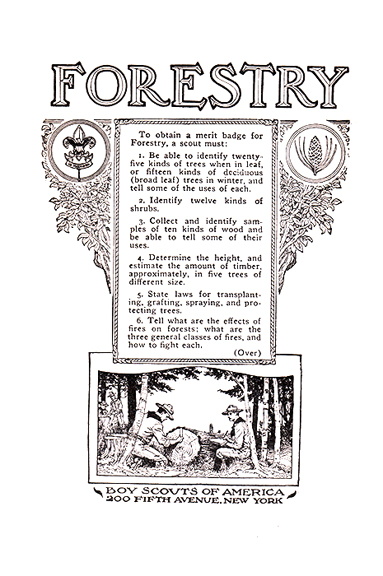 FORESTRY
To obtain a merit badge for
Forestry, a scout must:
1. Be able to identify twenty-
five kinds of trees when in leaf,
or fifteen kinds of deciduous
(broad leaf) trees in winter, and
tell some of the uses of each.
2. Identify twelve kinds of
shrubs.
3. Collect and identify sam-
ples of ten kinds of wood and
be able to tell some of their
uses.
4. Determine the height, and
estimate the amount of timber,
approximately, in five trees of
different size.
5. State laws for transplant-
ing, grafting, spraying, and pro-
tecting trees.
6. Tell what are the effects of
fires on forests; what are the
three general classes of fires, and
how to fight each.
(Over)
BOY SCOUTS OF AMERICA
200 FIFTH AVENUE, NEW YORK